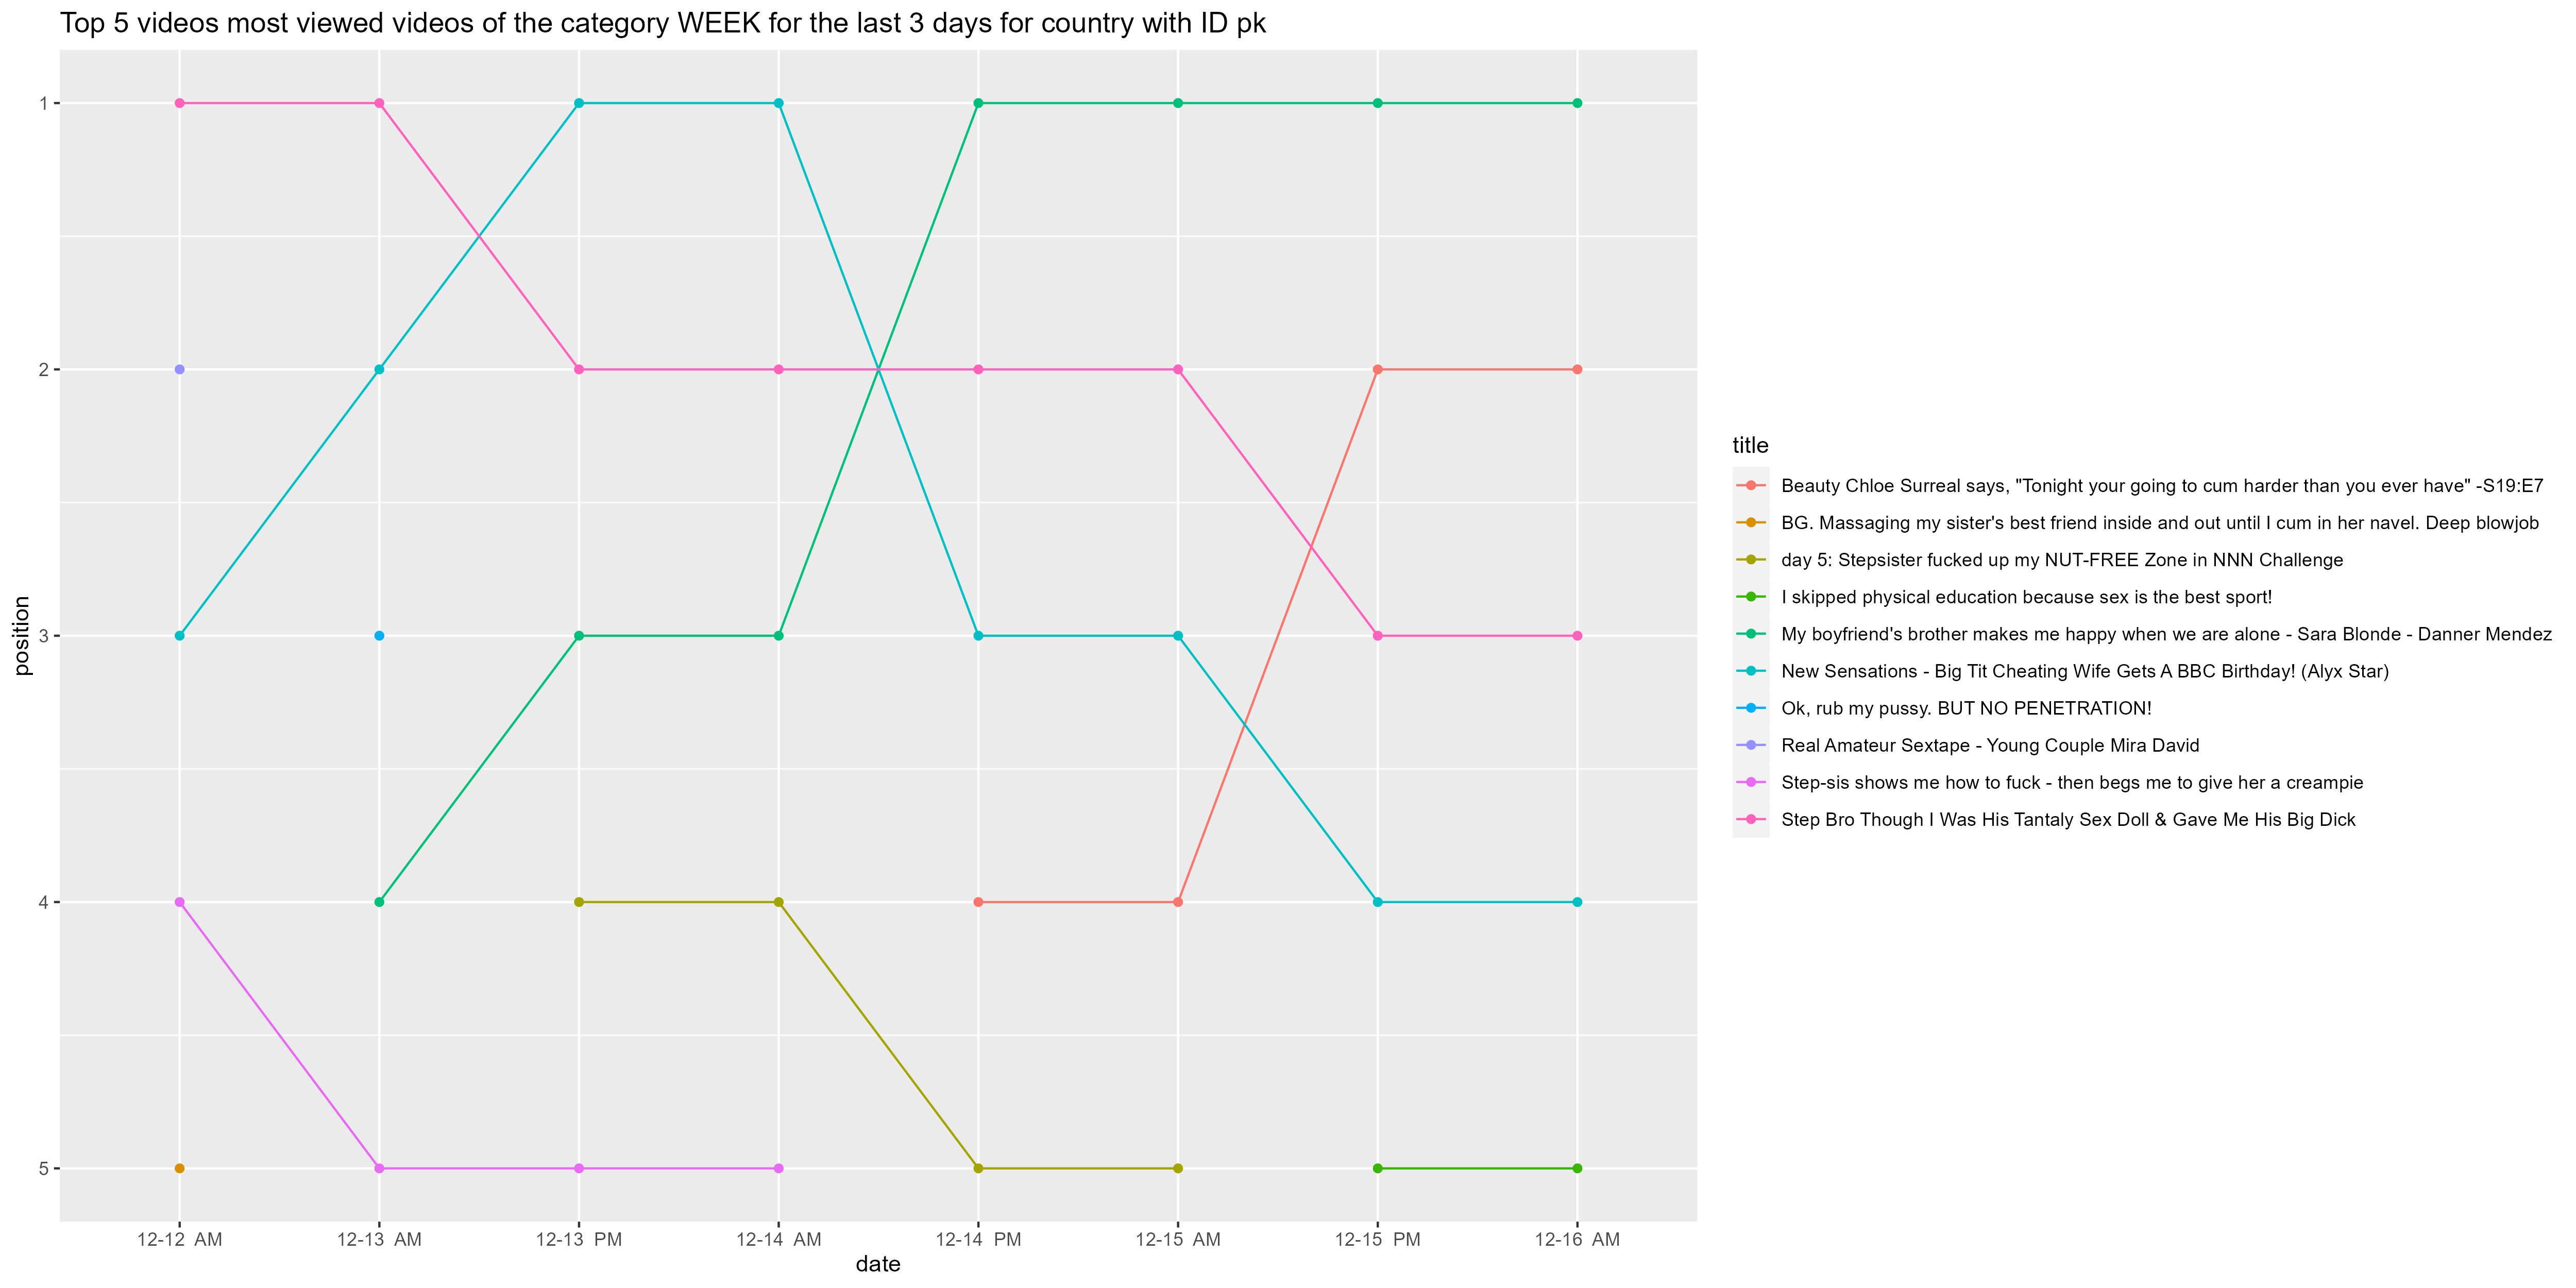 Top 5 videos most viewed videos of the category WEEK for the last 3 days for country with ID pk
position
1
2
3
4
5
12-12 AM
12-13 AM
12-13 PM
12-14 AM
12-14 PM
12-15 AM
12-15 PM
12-16 AM
date
title
Beauty Chloe Surreal says, "Tonight your going to cum harder than you ever have" -S19:E7
BG. Massaging my sister's best friend inside and out until I cum in her navel. Deep blowjob
day 5: Stepsister fucked up my NUT-FREE Zone in NNN Challenge
I skipped physical education because sex is the best sport!
My boyfriend's brother makes me happy when we are alone - Sara Blonde - Danner Mendez
New Sensations - Big Tit Cheating Wife Gets A BBC Birthday! (Alyx Star)
Ok, rub my pussy. BUT NO PENETRATION!
Real Amateur Sextape - Young Couple Mira David
Step-sis shows me how to fuck - then begs me to give her a creampie
Step Bro Though I Was His Tantaly Sex Doll & Gave Me His Big Dick